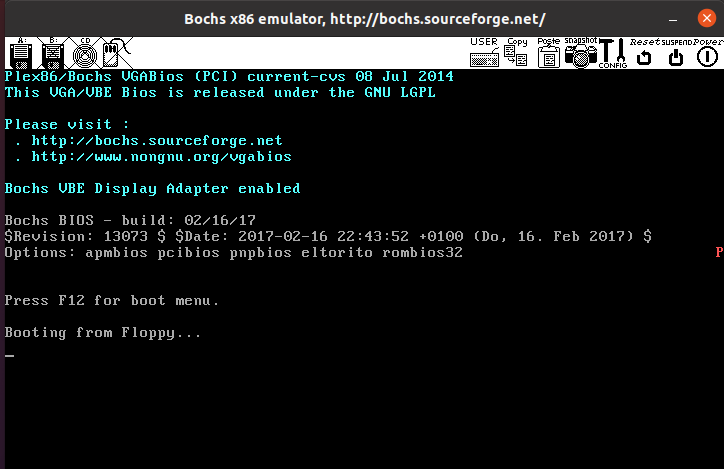 Bochs x86 emulator, http://bochs.sourceforge.net/
A: B: CD USER Copy Paste snapshot CONFIG Reset SUSPEND Power
Plex86/Bochs VGABios (PCI) current-cvs 08 Jul 2014
This VGA/VBE Bios is released under the GNU LGPL
Please visit :
. http://bochs.sourceforge.net
. http://www.nongnu.org/vgabios
Bochs VBE Display Adapter enabled
Bochs BIOS - build: 02/16/17
$Revision: 13073 $ $Date: 2017-02-16 22:43:52 +0100 (Do, 16. Feb 2017) $
Options: apmbios pcibios pnpbios eltorito rombios32 P
Press F12 for boot menu.
Booting from Floppy...
_